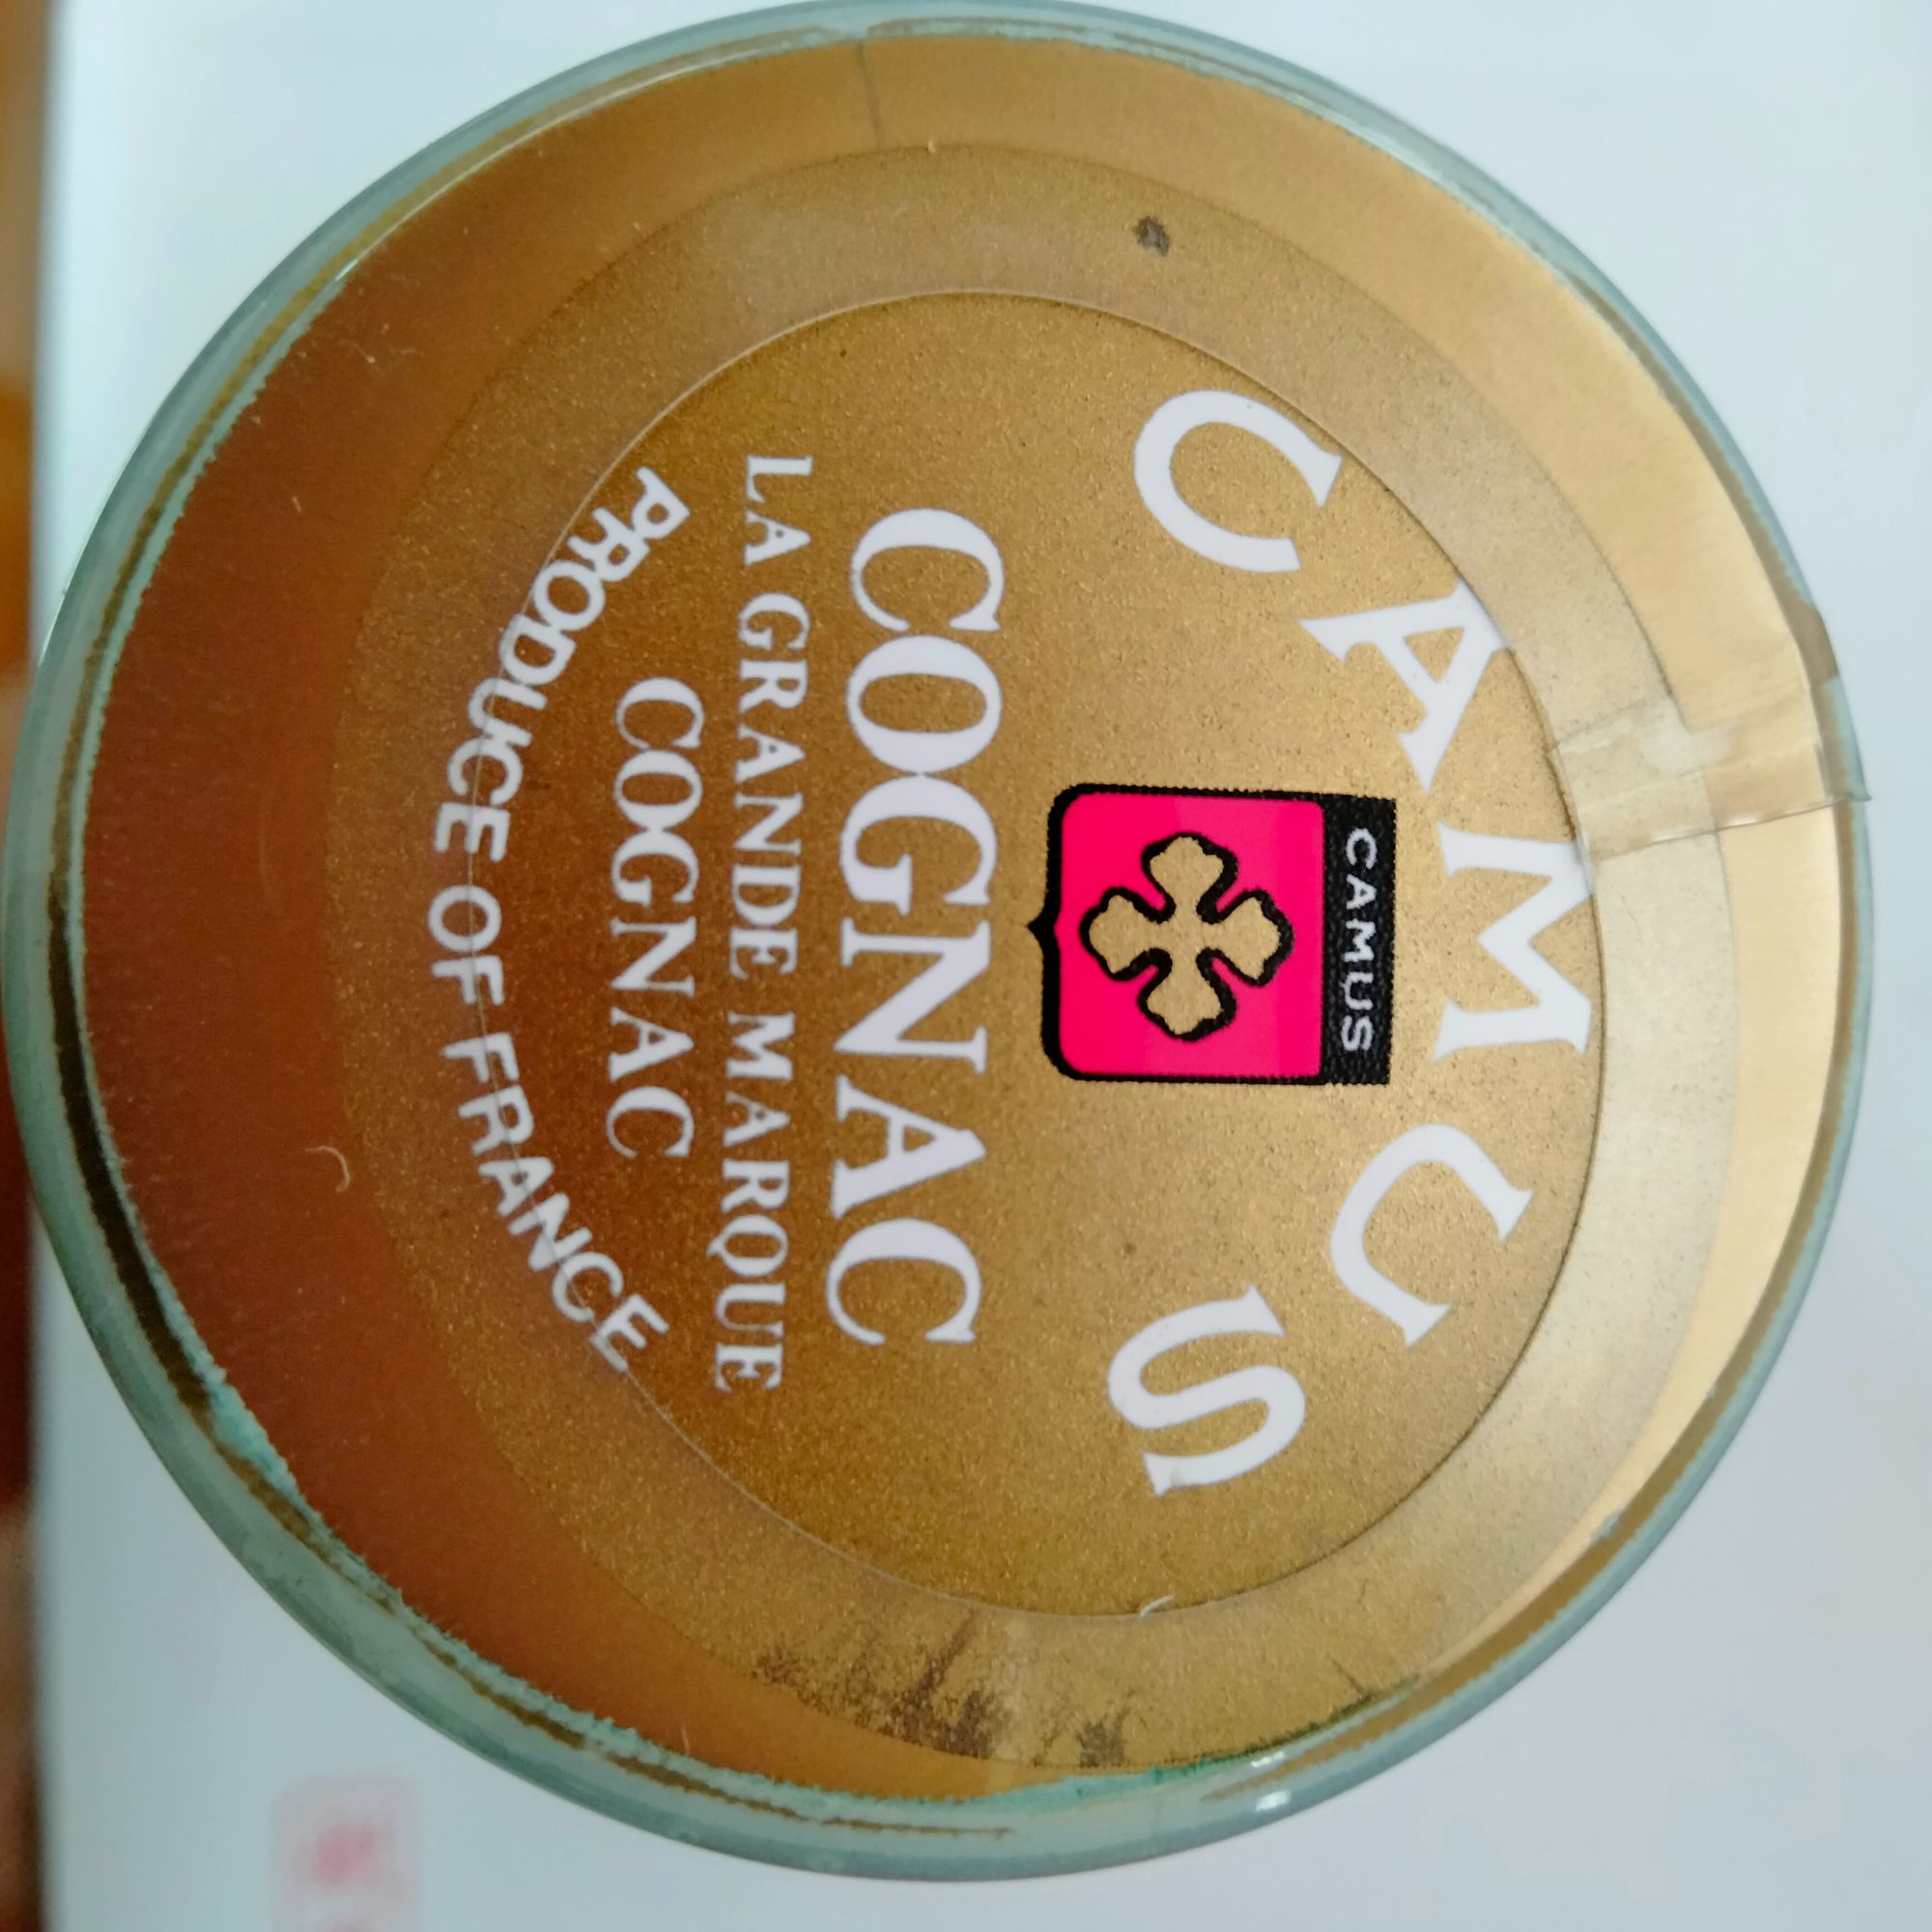 CAMUS
CAMUS
COGNAC
LA GRANDE MARQUE
COGNAC
PRODUCE OF FRANCE